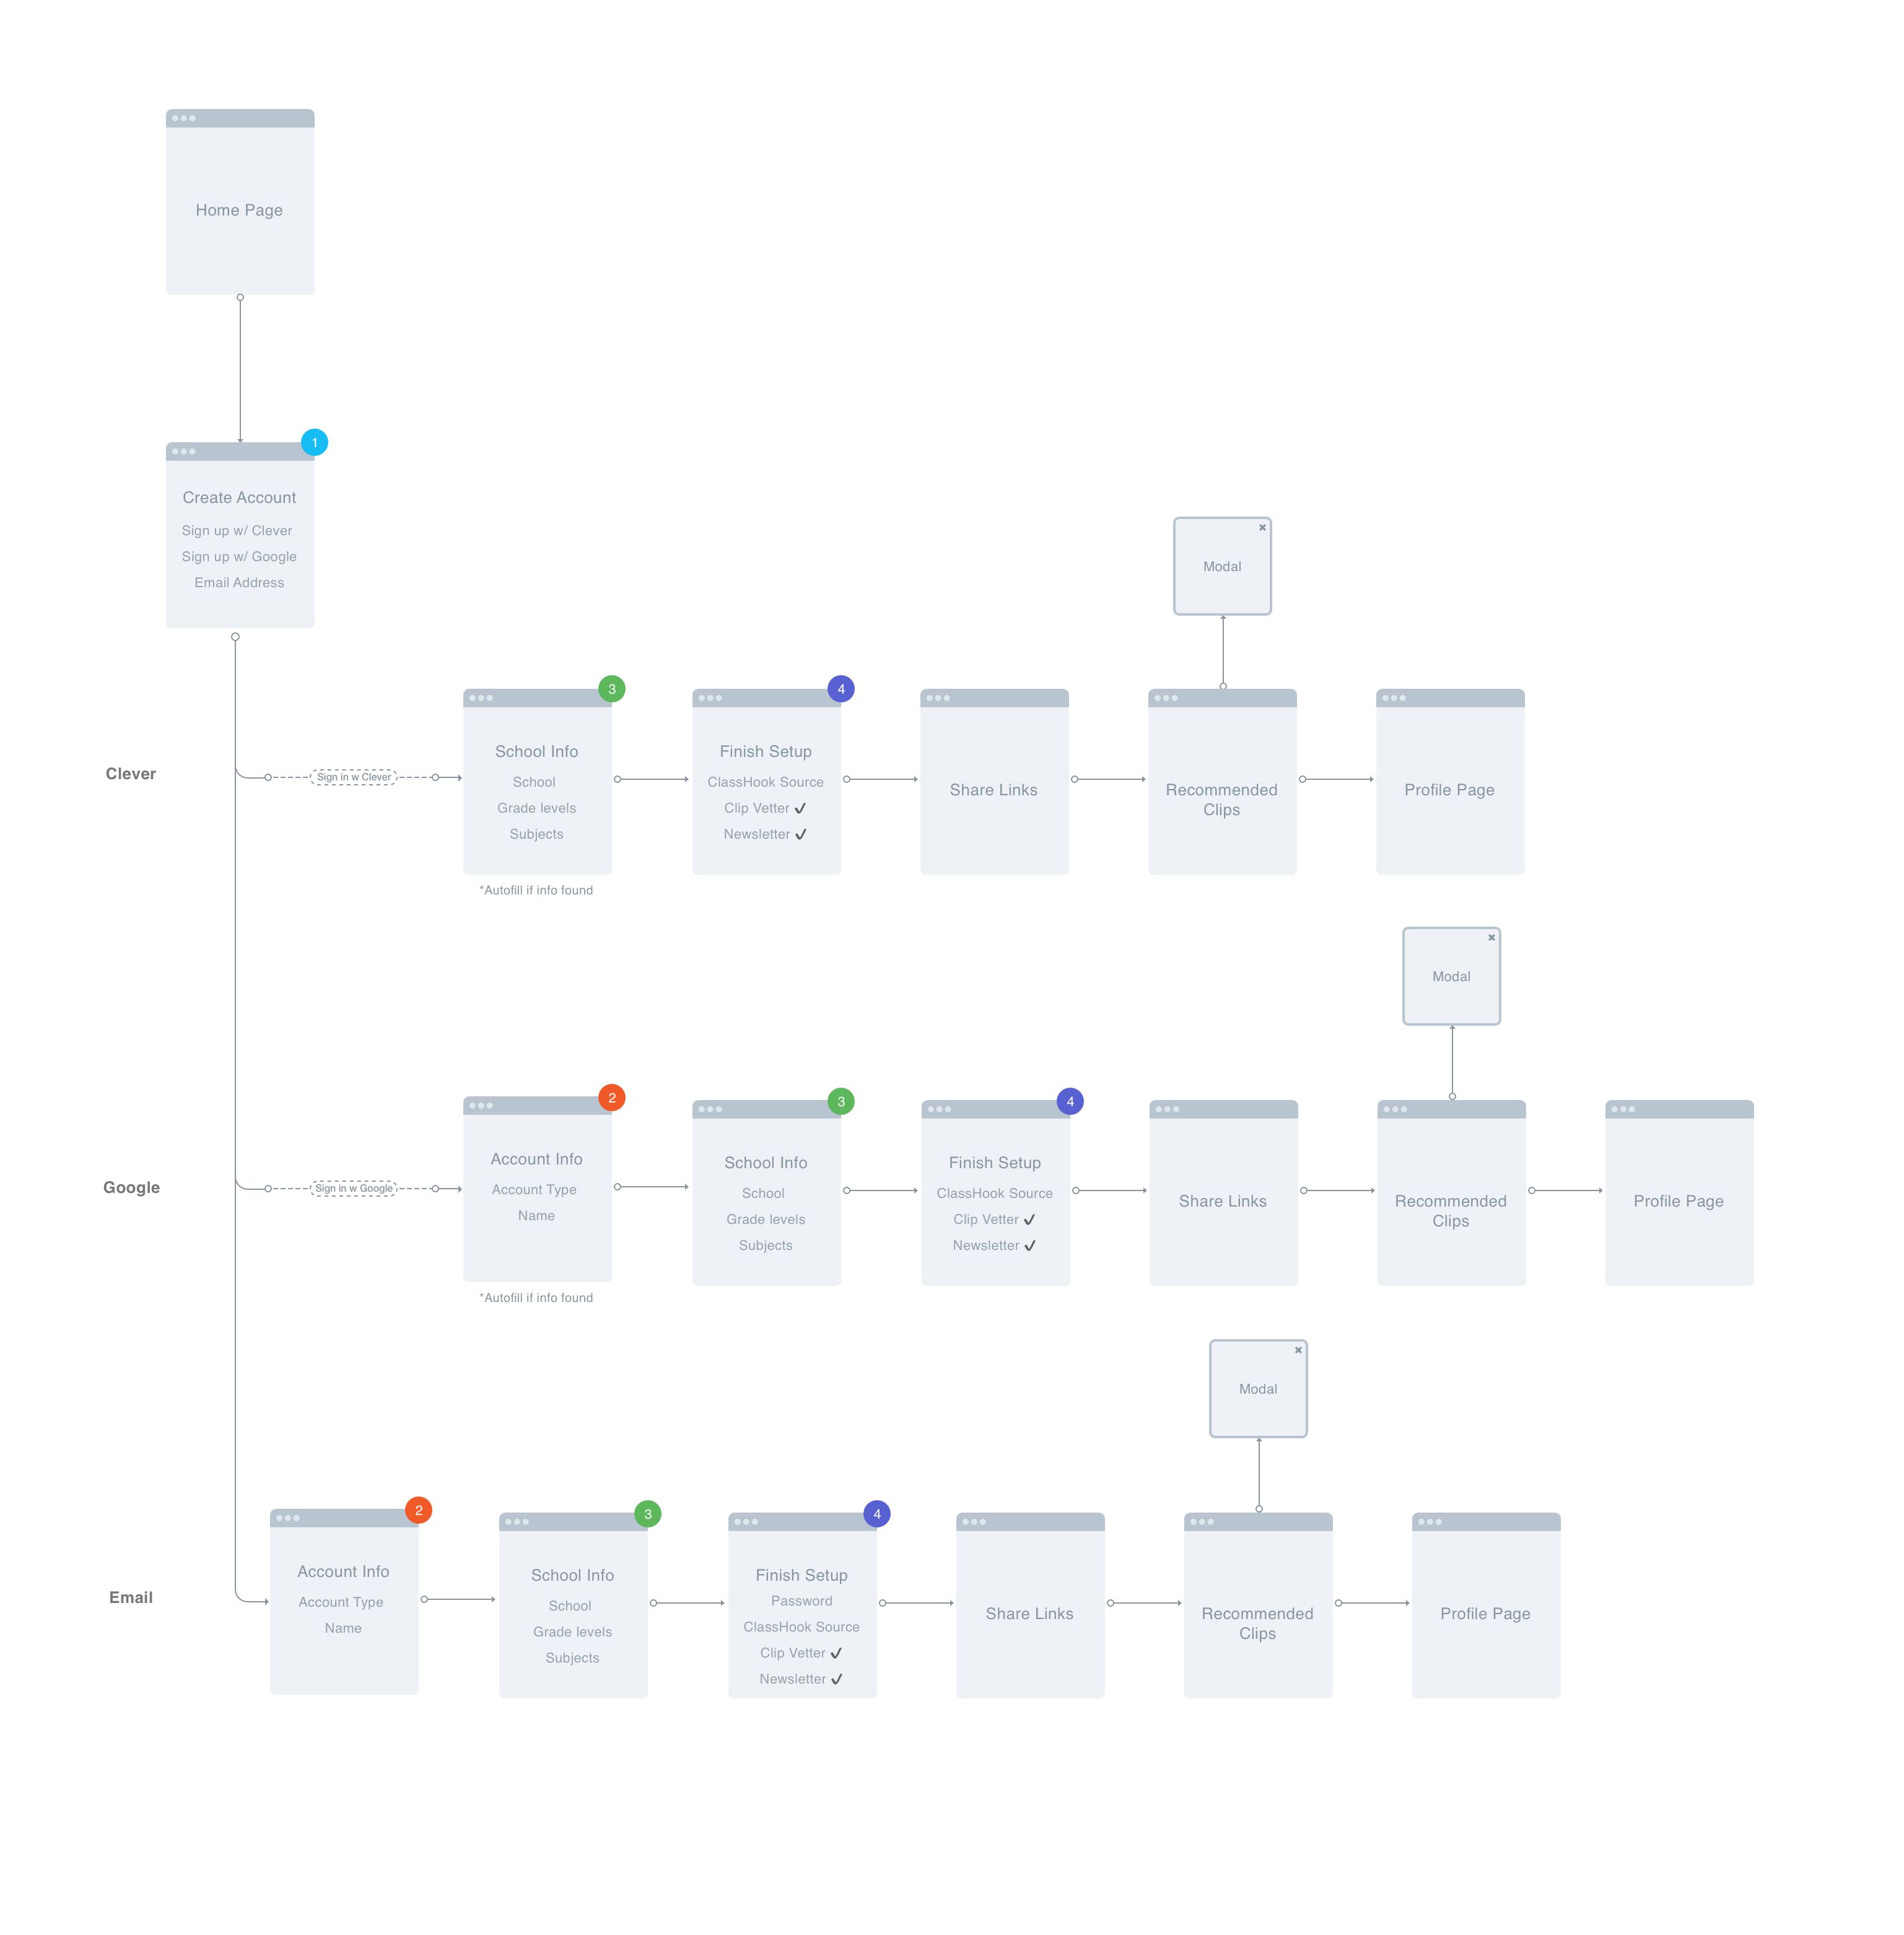 Home Page
1
Create Account
Sign up w/ Clever
Sign up w/ Google
Email Address
Modal
Clever
Sign in w Clever
3
School Info
School
Grade levels
Subjects
*Autofill if info found
4
Finish Setup
ClassHook Source
Clip Vetter ✔
Newsletter ✔
Share Links
Recommended
Clips
Profile Page
Modal
Google
Sign in w Google
2
Account Info
Account Type
Name
*Autofill if info found
3
School Info
School
Grade levels
Subjects
4
Finish Setup
ClassHook Source
Clip Vetter ✔
Newsletter ✔
Share Links
Recommended
Clips
Profile Page
Modal
Email
2
Account Info
Account Type
Name
3
School Info
School
Grade levels
Subjects
4
Finish Setup
Password
ClassHook Source
Clip Vetter ✔
Newsletter ✔
Share Links
Recommended
Clips
Profile Page